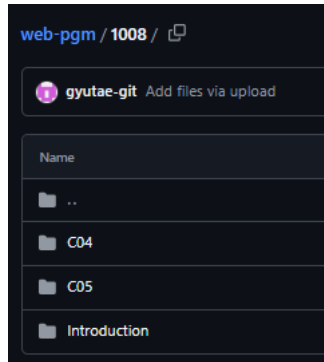 web-pgm / 1008 /
gyutae-git Add files via upload
Name
..
C04
C05
Introduction